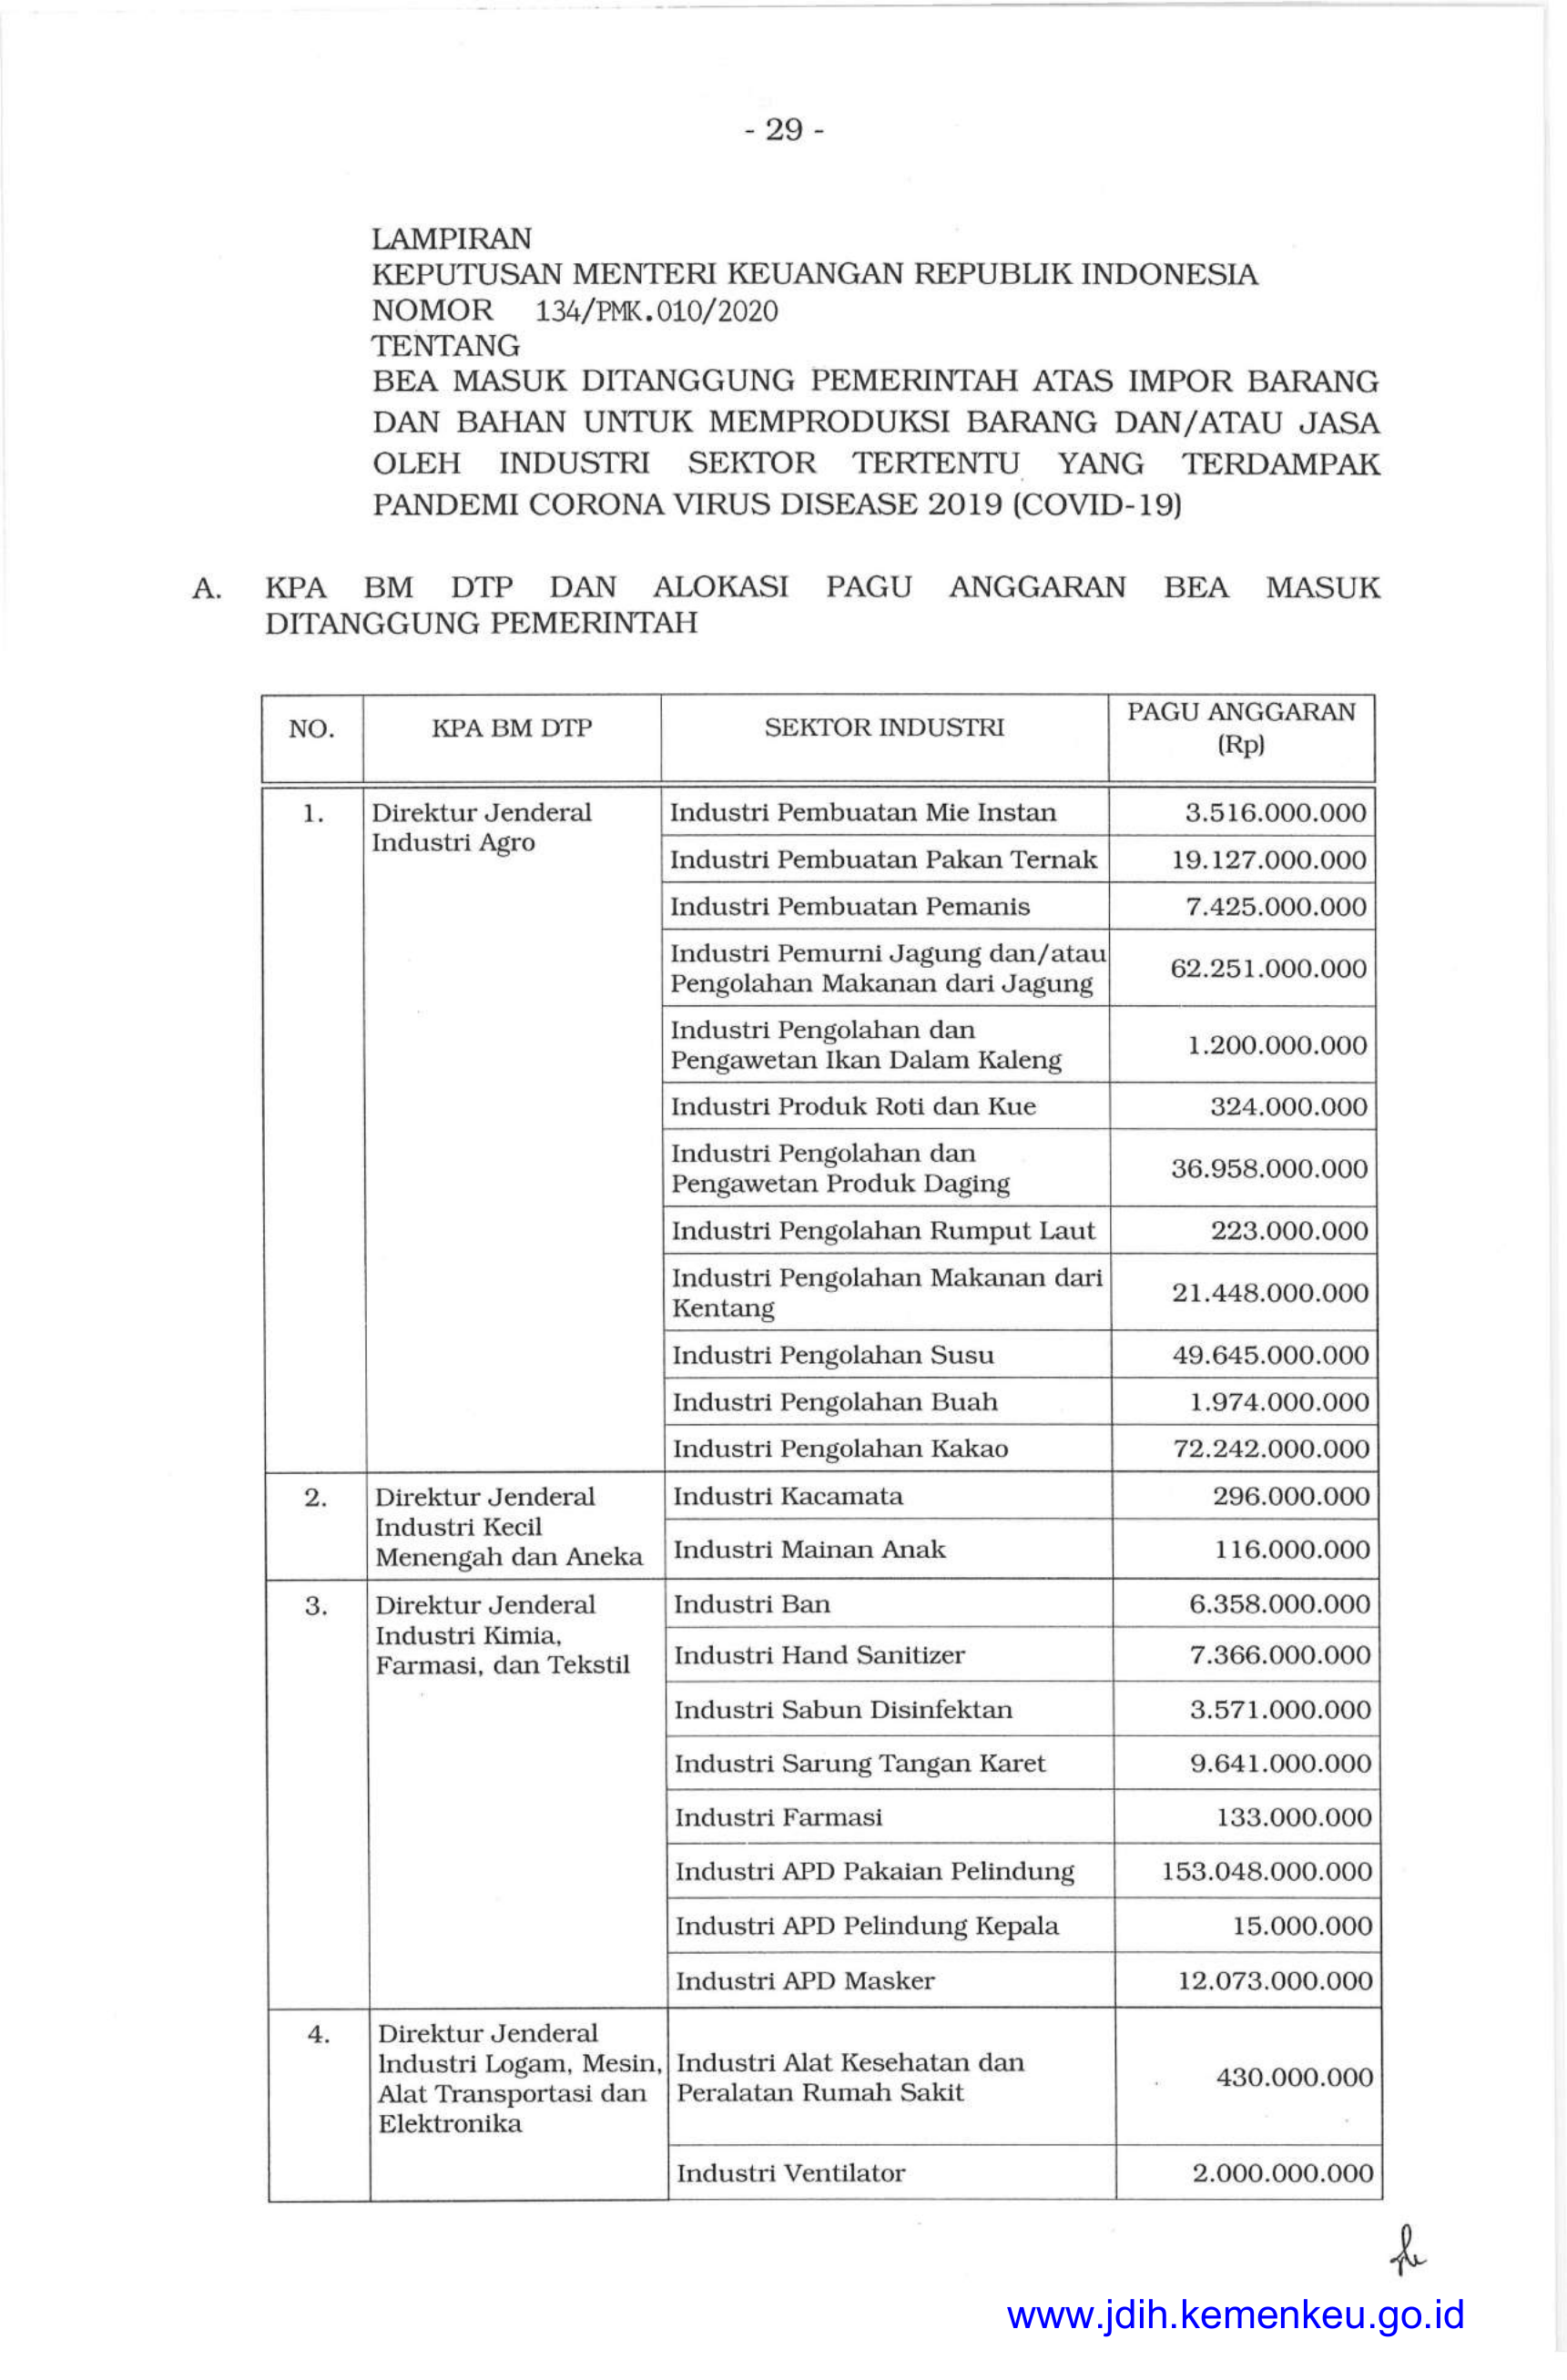 - 29 -
LAMPIRAN
KEPUTUSAN MENTERI KEUANGAN REPUBLIK INDONESIA
NOMOR 134/PMK.010/2020
TENTANG
BEA MASUK DITANGGUNG PEMERINTAH ATAS IMPOR BARANG
DAN BAHAN UNTUK MEMPRODUKSI BARANG DAN/ATAU JASA
OLEH INDUSTRI SEKTOR TERTENTU YANG TERDAMPAK
PANDEMI CORONA VIRUS DISEASE 2019 (COVID-19)
A. KPA BM DTP DAN ALOKASI PAGU ANGGARAN BEA MASUK
DITANGGUNG PEMERINTAH
NO. KPA BM DTP SEKTOR INDUSTRI PAGU ANGGARAN
(Rp)
1. Direktur Jenderal Industri Pembuatan Mie Instan 3.516.000.000
Industri Agro
Industri Pembuatan Pakan Ternak 19.127.000.000
Industri Pembuatan Pemanis 7.425.000.000
Industri Pemurni Jagung dan/atau
Pengolahan Makanan dari Jagung 62.251.000.000
Industri Pengolahan dan
Pengawetan Ikan Dalam Kaleng 1.200.000.000
Industri Produk Roti dan Kue 324.000.000
Industri Pengolahan dan
Pengawetan Produk Daging 36.958.000.000
Industri Pengolahan Rumput Laut 223.000.000
Industri Pengolahan Makanan dari
Kentang 21.448.000.000
Industri Pengolahan Susu 49.645.000.000
Industri Pengolahan Buah 1.974.000.000
Industri Pengolahan Kakao 72.242.000.000
2. Direktur Jenderal Industri Kacamata 296.000.000
Industri Kecil
Menengah dan Aneka Industri Mainan Anak 116.000.000
3. Direktur Jenderal Industri Ban 6.358.000.000
Industri Kimia,
Farmasi, dan Tekstil Industri Hand Sanitizer 7.366.000.000
Industri Sabun Disinfektan 3.571.000.000
Industri Sarung Tangan Karet 9.641.000.000
Industri Farmasi 133.000.000
Industri APD Pakaian Pelindung 153.048.000.000
Industri APD Pelindung Kepala 15.000.000
Industri APD Masker 12.073.000.000
4. Direktur Jenderal
Industri Logam, Mesin, Industri Alat Kesehatan dan
Alat Transportasi dan Peralatan Rumah Sakit 430.000.000
Elektronika
Industri Ventilator 2.000.000.000
www.jdih.kemenkeu.go.id